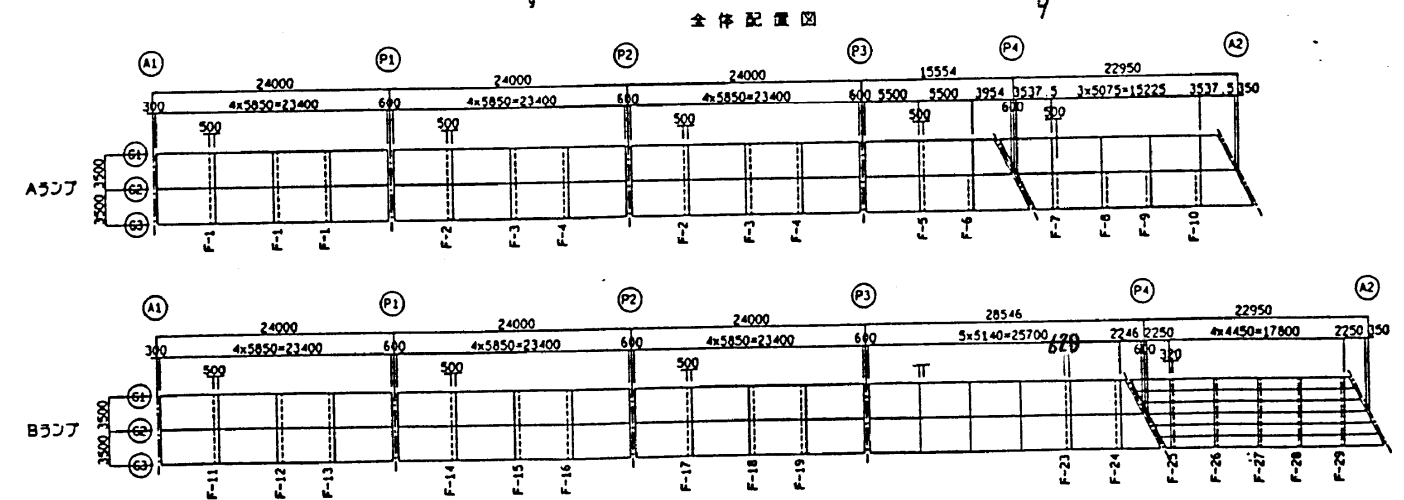 全体配置図
A1 P1 P2 P3 P4 A2
24000 24000 24000 15554 22950
300 4x5850=23400 600 4x5850=23400 600 4x5850=23400 600 5500 5500 3954 3537.5 3x5075=15225 3537.5 350
600
500 500 500 500 500
Aランプ
3500 3500
G1
G2
G3
F-1 F-1 F-1 F-2 F-3 F-4 F-2 F-3 F-4 F-5 F-6 F-7 F-8 F-9 F-10
A1 P1 P2 P3 P4 A2
24000 24000 24000 28546 22950
300 4x5850=23400 600 4x5850=23400 600 4x5850=23400 600 5x5140=25700 2246 2250 4x4450=17800 2250 350
620 600 320
500 500 500
Bランプ
3500 3500
G1
G2
G3
F-11 F-12 F-13 F-14 F-15 F-16 F-17 F-18 F-19 F-23 F-24 F-25 F-26 F-27 F-28 F-29